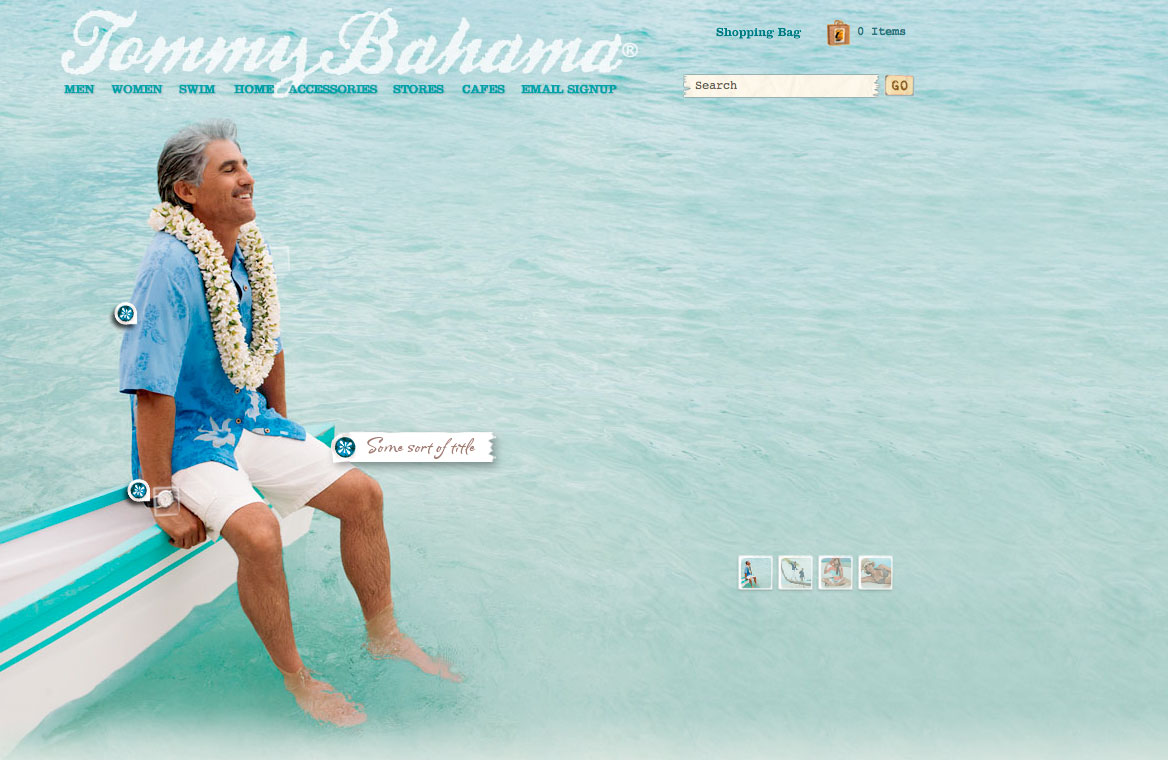 Tommy Bahama®
Shopping Bag 0 Items
MEN WOMEN SWIM HOME ACCESSORIES STORES CAFES EMAIL SIGNUP
Search GO
Some sort of title